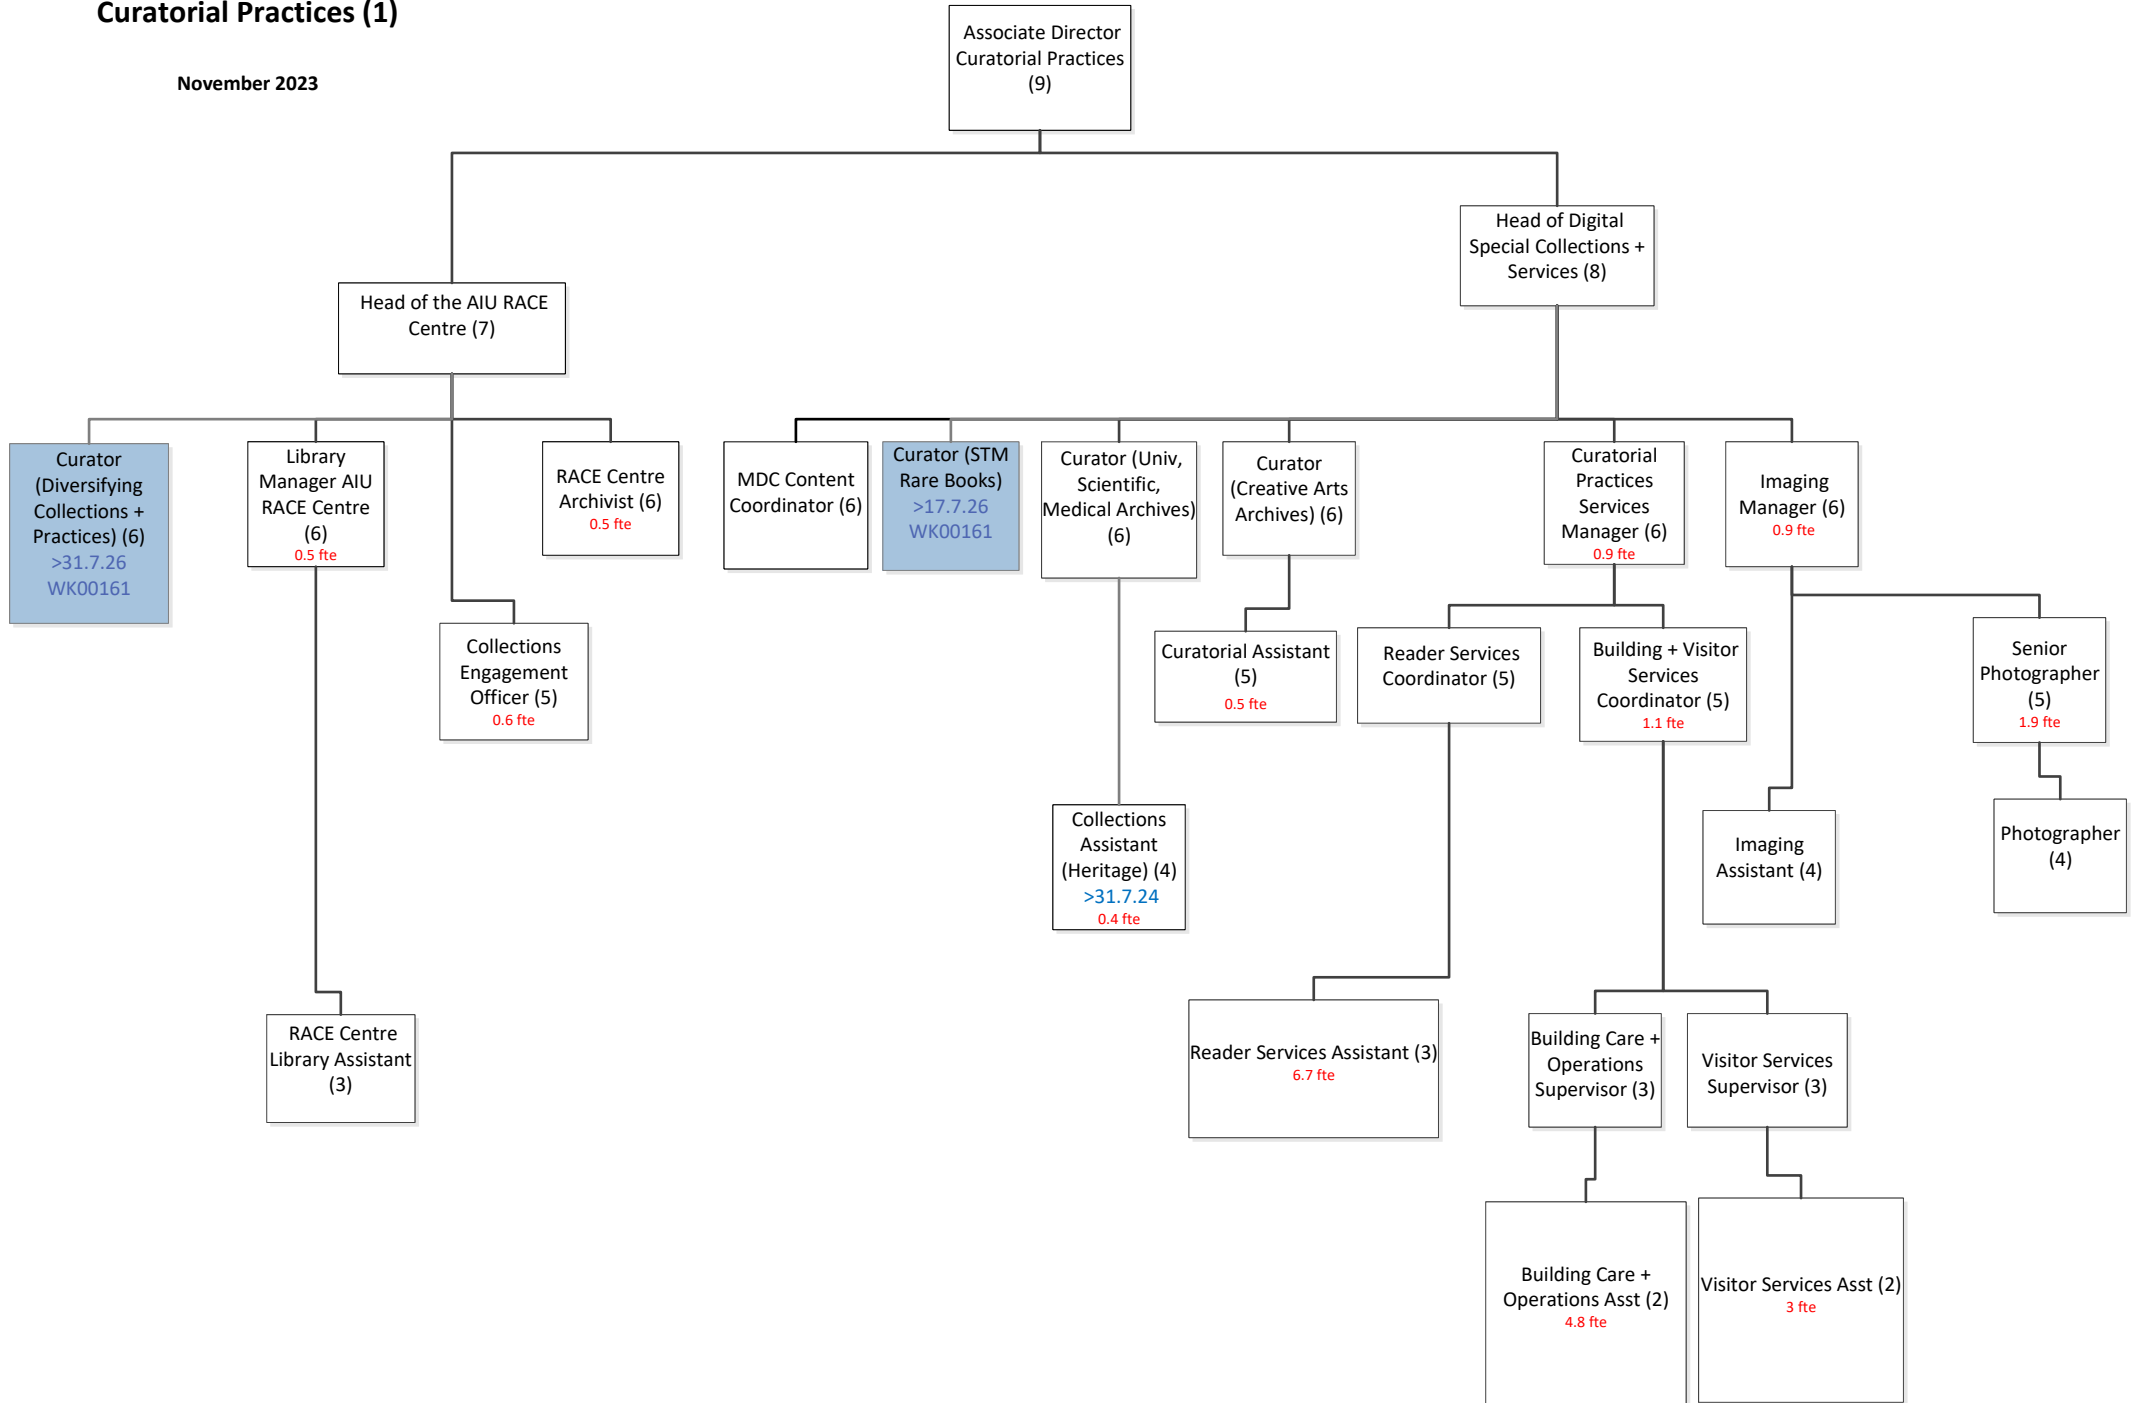 Curatorial Practices (1)
November 2023
Associate Director
Curatorial Practices
(9)
Head of Digital
Special Collections +
Services (8)
Head of the AIU RACE
Centre (7)
Curator
(Diversifying
Collections +
Practices) (6)
>31.7.26
WK00161
Library
Manager AIU
RACE Centre
(6)
0.5 fte
RACE Centre
Archivist (6)
0.5 fte
MDC Content
Coordinator (6)
Curator (STM
Rare Books)
>17.7.26
WK00161
Curator (Univ,
Scientific,
Medical Archives)
(6)
Curator
(Creative Arts
Archives) (6)
Curatorial
Practices
Services
Manager (6)
0.9 fte
Imaging
Manager (6)
0.9 fte
Collections
Engagement
Officer (5)
0.6 fte
Curatorial Assistant
(5)
0.5 fte
Reader Services
Coordinator (5)
Building + Visitor
Services
Coordinator (5)
1.1 fte
Senior
Photographer
(5)
1.9 fte
Collections
Assistant
(Heritage) (4)
>31.7.24
0.4 fte
Imaging
Assistant (4)
Photographer
(4)
RACE Centre
Library Assistant
(3)
Reader Services Assistant (3)
6.7 fte
Building Care +
Operations
Supervisor (3)
Visitor Services
Supervisor (3)
Building Care +
Operations Asst (2)
4.8 fte
Visitor Services Asst (2)
3 fte